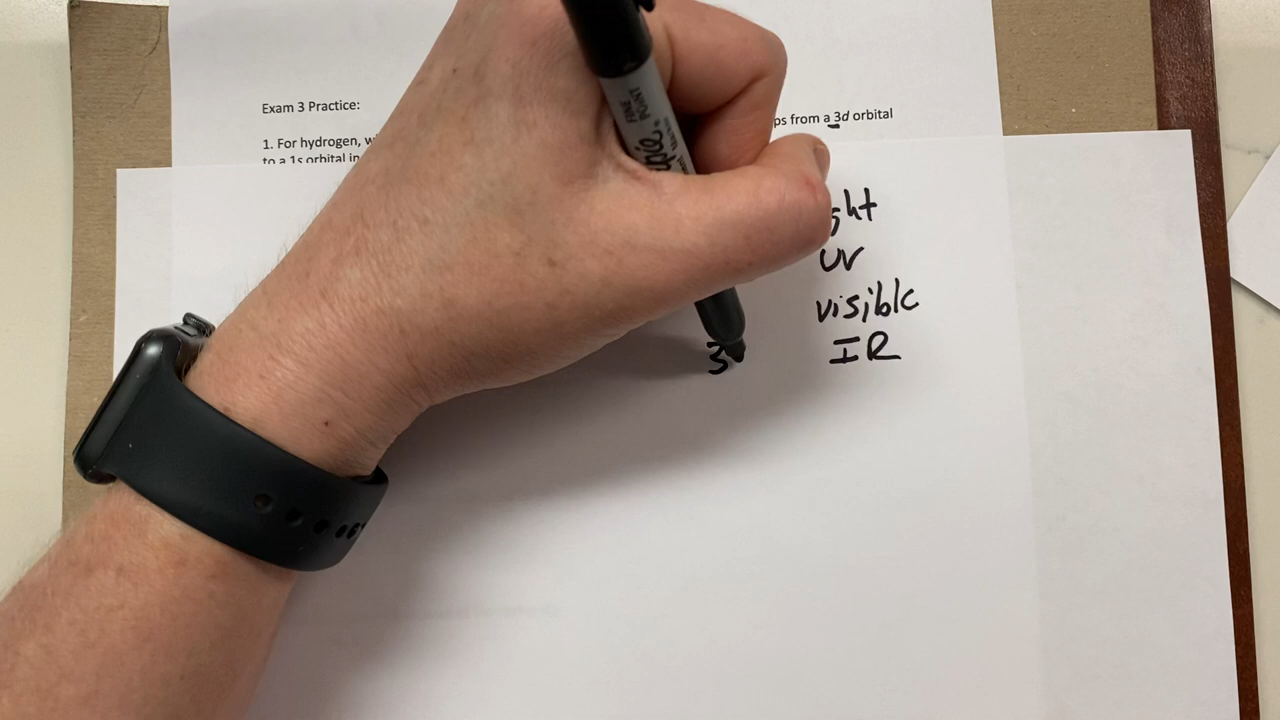 Exam 3 Practice:
1. For hydrogen, ps from a 3d orbital
to a 1s orbital in
FINE POINT
ght
UV
visible
IR
3